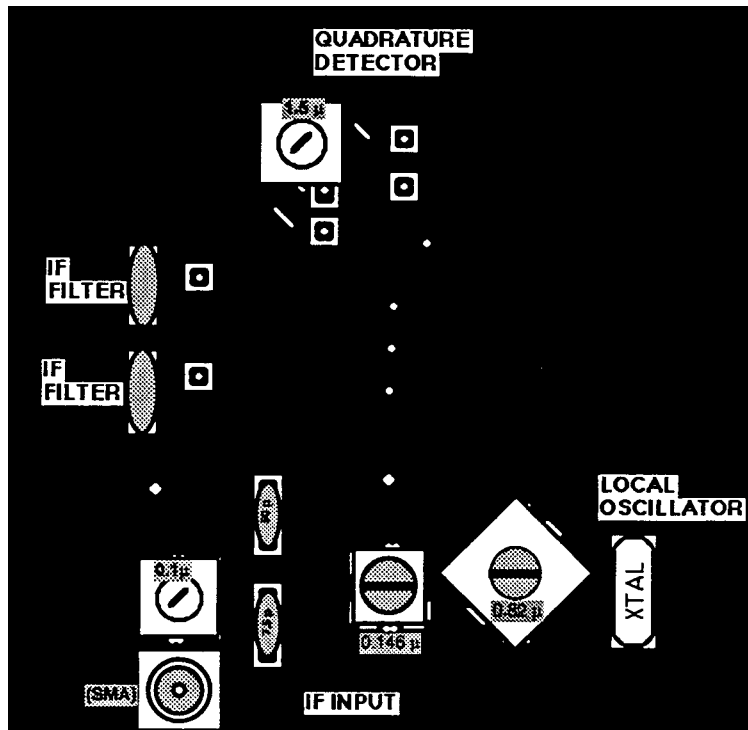 QUADRATURE
DETECTOR
1.5 μ
IF
FILTER
IF
FILTER
LOCAL
OSCILLATOR
0.1μ
XTAL
0.82 μ
0.146 μ
(SMA)
IF INPUT